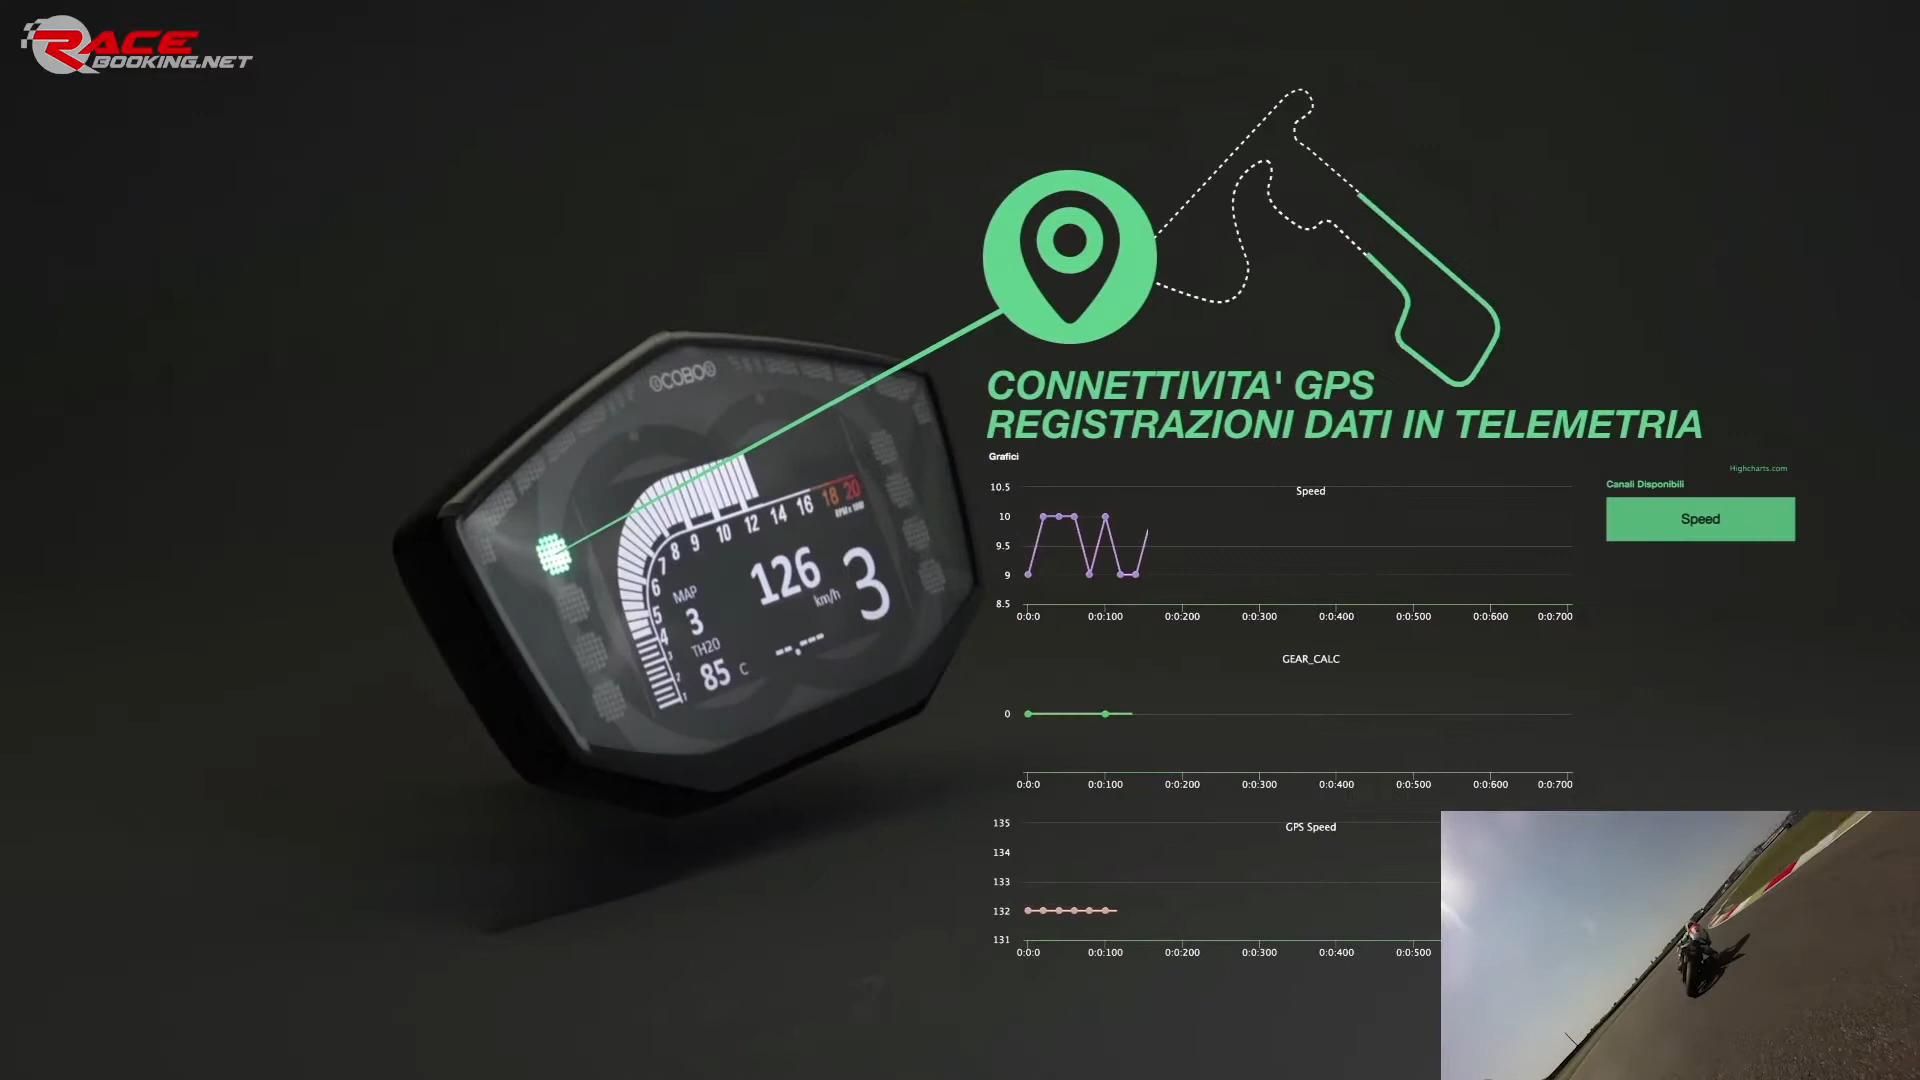 RACE
BOOKING.NET
COBO
CONNETTIVITA' GPS
REGISTRAZIONI DATI IN TELEMETRIA
Grafici
Highcharts.com
Canali Disponibili
Speed
Speed
10.5
10
9.5
9
8.5
0:0:0 0:0:100 0:0:200 0:0:300 0:0:400 0:0:500 0:0:600 0:0:700
GEAR_CALC
0
0:0:0 0:0:100 0:0:200 0:0:300 0:0:400 0:0:500 0:0:600 0:0:700
GPS Speed
135
134
133
132
131
0:0:0 0:0:100 0:0:200 0:0:300 0:0:400 0:0:500
1 2 3 4 5 6 7 8 9 10 12 14 16 18 20
RPM x 1000
126
km/h
3
MAP
3
TH2O
85 C
--.---